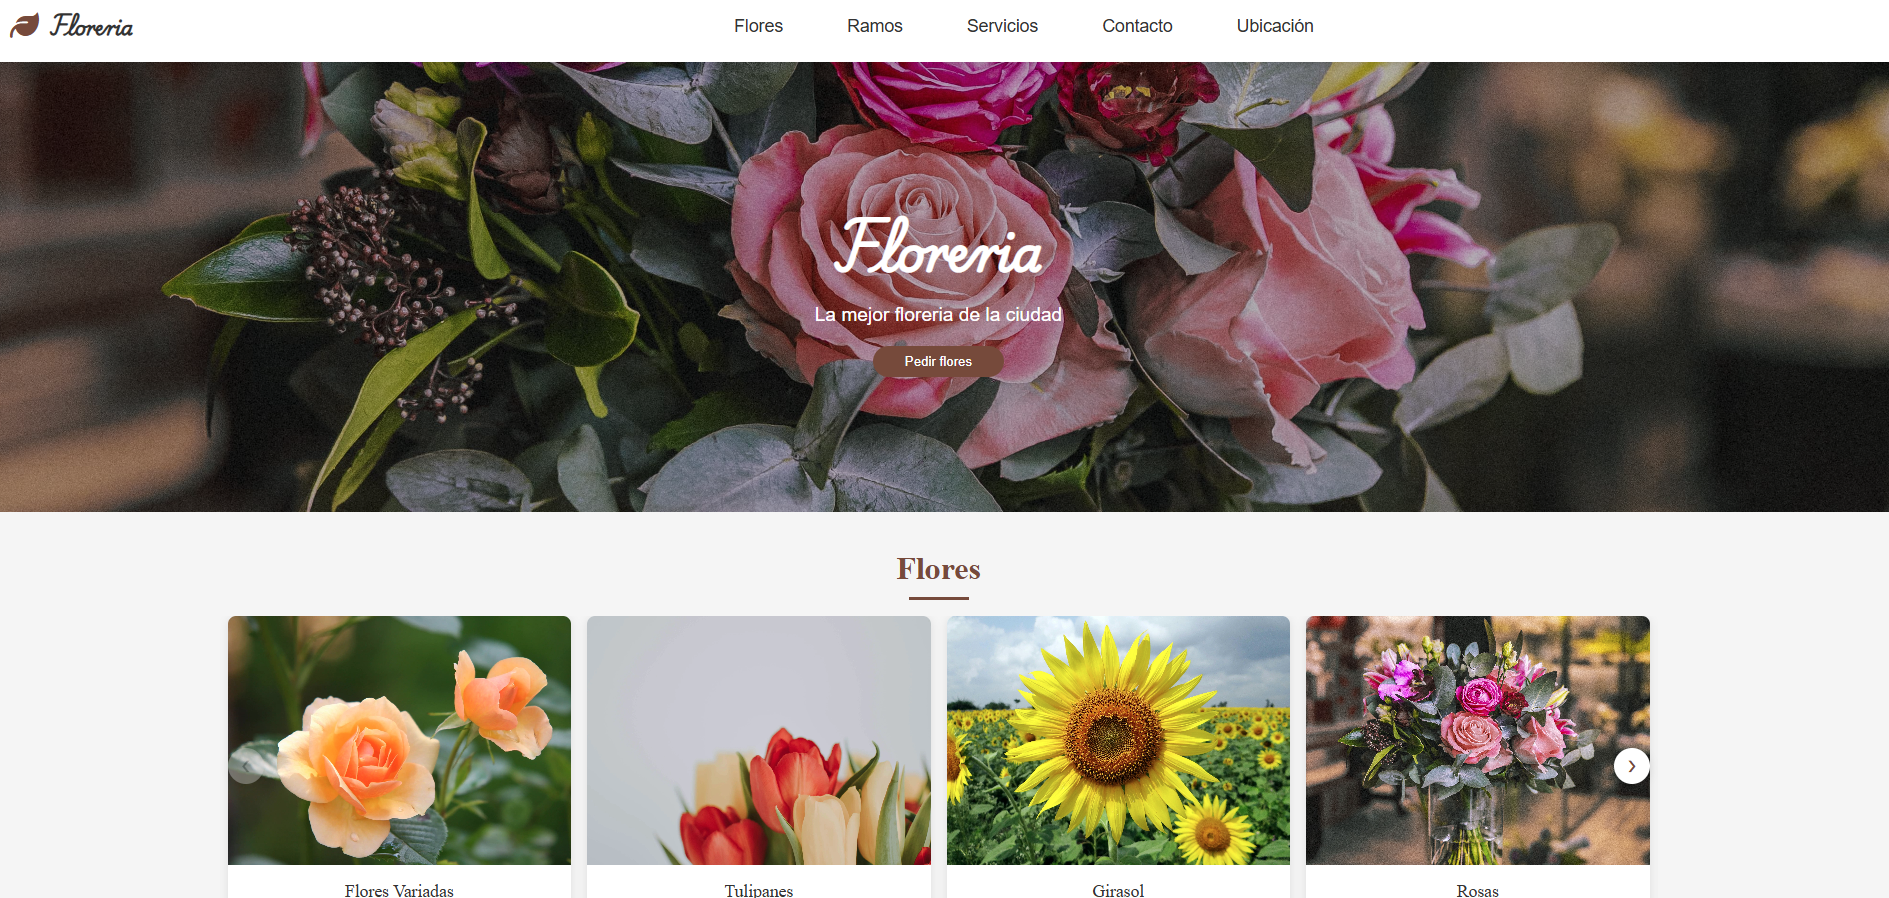 Floreria
Flores Ramos Servicios Contacto Ubicación
Floreria
La mejor floreria de la ciudad
Pedir flores
Flores
Flores Variadas
Tulipanes
Girasol
Rosas